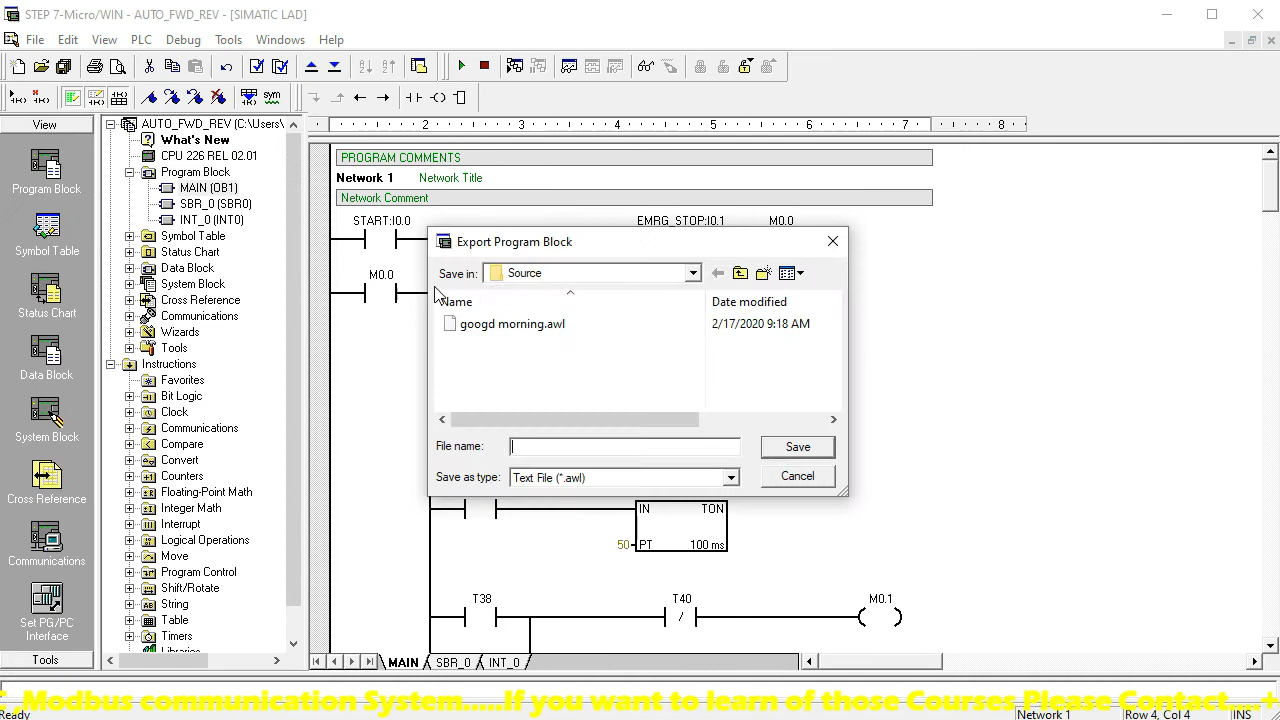 STEP 7-Micro/WIN - AUTO_FWD_REV - [SIMATIC LAD]
File Edit View PLC Debug Tools Windows Help
View
Program Block
Symbol Table
Status Chart
Data Block
System Block
Cross Reference
Communications
Set PG/PC
Interface
Tools
AUTO_FWD_REV (C:\Users\
What's New
CPU 226 REL 02.01
Program Block
MAIN (OB1)
SBR_0 (SBR0)
INT_0 (INT0)
Symbol Table
Status Chart
Data Block
System Block
Cross Reference
Communications
Wizards
Tools
Instructions
Favorites
Bit Logic
Clock
Communications
Compare
Convert
Counters
Floating-Point Math
Integer Math
Interrupt
Logical Operations
Move
Program Control
Shift/Rotate
String
Table
Timers
2 3 4 5 6 7 8
PROGRAM COMMENTS
Network 1 Network Title
Network Comment
START:I0.0 EMRG_STOP:I0.1 M0.0
M0.0
Export Program Block
Save in: Source
Name Date modified
googd morning.awl 2/17/2020 9:18 AM
File name: Save
Save as type: Text File (*.awl) Cancel
IN TON
50 PT 100 ms
T38 T40 M0.1
/
MAIN SBR_0 INT_0
Modbus communication System.....If you want to learn of those Courses Please Contact....+
Ready Network 1 Row 4, Col 4 INS